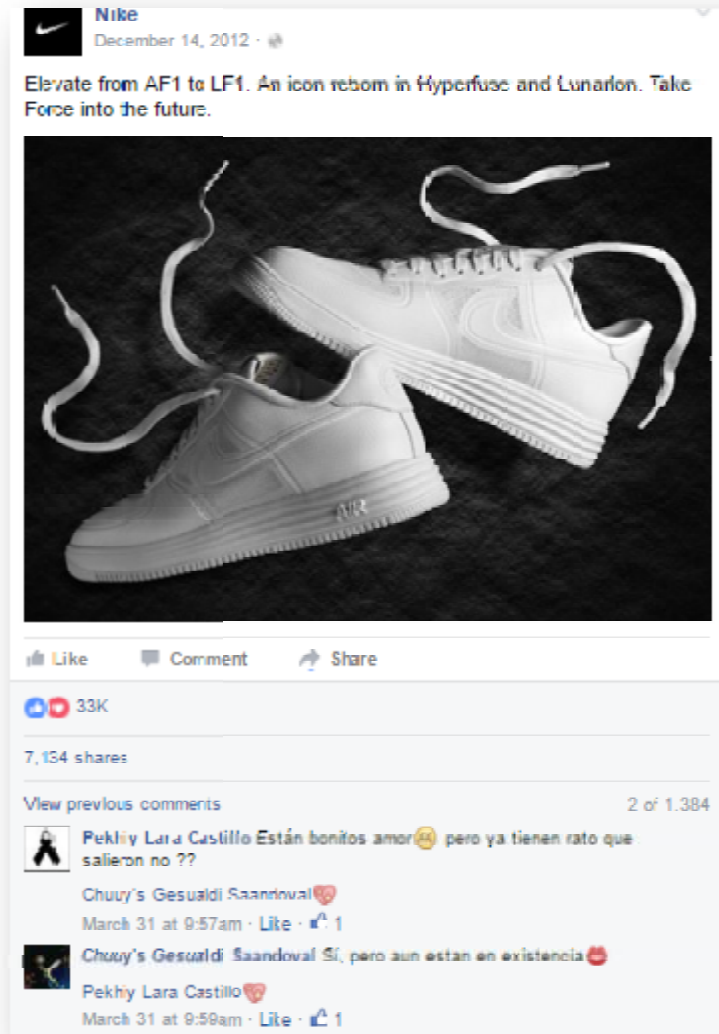 Nike
December 14, 2012 ·
Elevate from AF1 to LF1. An icon reborn in Hyperfuse and Lunarlon. Take
Force into the future.
AIR
Like Comment Share
33K
7,134 shares
View previous comments 2 of 1.384
Pekhiy Lara Castillo Están bonitos amor😄 pero ya tienen rato que
salieron no ??
Chuuy's Gesualdi Saandoval💖
March 31 at 9:57am · Like · 1
Chuuy's Gesualdi Saandoval Sí, pero aun estan en existencia💋
Pekhiy Lara Castillo💖
March 31 at 9:59am · Like · 1